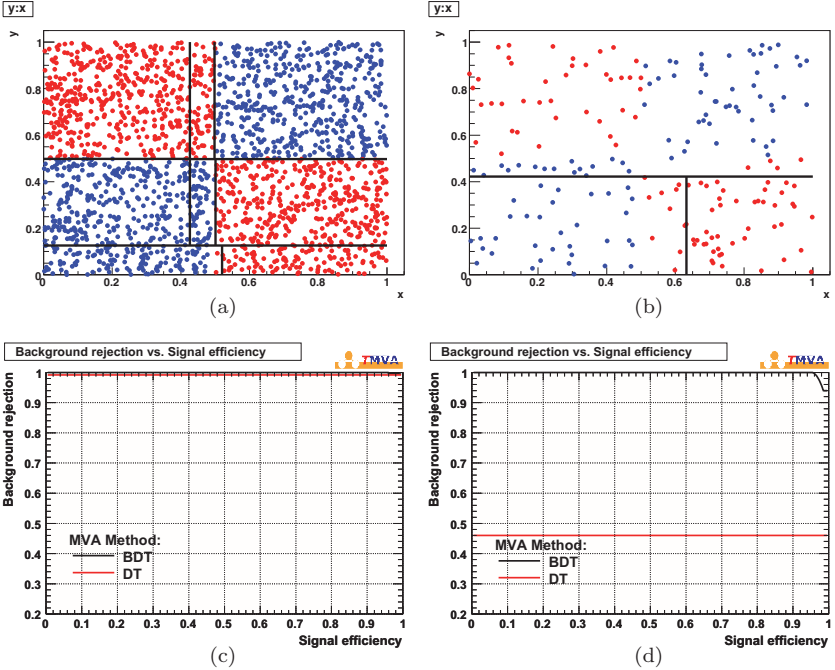 y:x
y
1
0.8
0.6
0.4
0.2
0
0 0.2 0.4 0.6 0.8 1
x
(a)
y:x
y
1
0.8
0.6
0.4
0.2
0
0 0.2 0.4 0.6 0.8 1
x
(b)
Background rejection vs. Signal efficiency
TMVA
Background rejection
1
0.9
0.8
0.7
0.6
0.5
0.4
0.3
0.2
MVA Method:
BDT
DT
0 0.1 0.2 0.3 0.4 0.5 0.6 0.7 0.8 0.9 1
Signal efficiency
(c)
Background rejection vs. Signal efficiency
TMVA
Background rejection
1
0.9
0.8
0.7
0.6
0.5
0.4
0.3
0.2
MVA Method:
BDT
DT
0 0.1 0.2 0.3 0.4 0.5 0.6 0.7 0.8 0.9 1
Signal efficiency
(d)